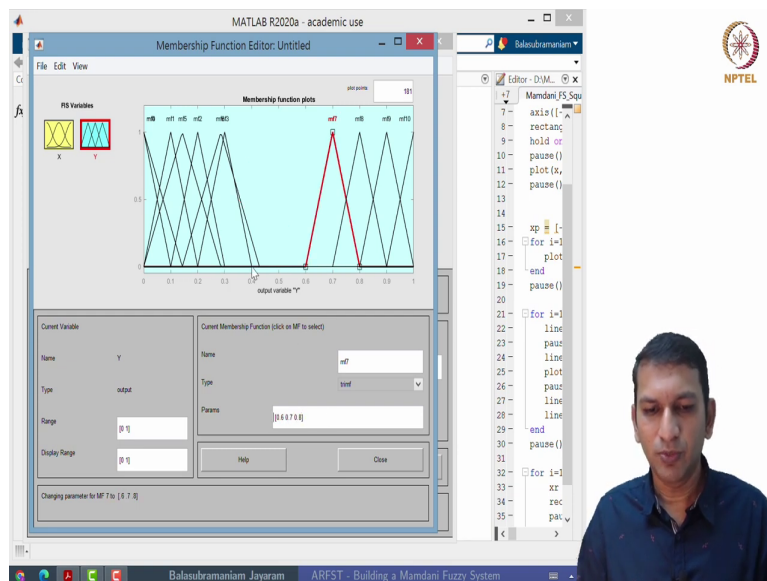 MATLAB R2020a - academic use
Membership Function Editor: Untitled
Balasubramaniam
File Edit View
NPTEL
Editor - D:\M...
+7 Mamdani_FS_Squ
FIS Variables
X
Y
plot points
181
Membership function plots
mf1 mf5 mf2 mf7 mf8 mf9 mf10
1
0.5
0
0 0.1 0.2 0.3 0.5 0.6 0.7 0.8 0.9 1
output variable "Y"
Current Variable
Name Y
Type output
Range [0 1]
Display Range [0 1]
Current Membership Function (click on MF to select)
Name mf7
Type trimf
Params [0.6 0.7 0.8]
Help
Close
Changing parameter for MF 7 to [.6 .7 .8]
7 axis([-
8 rectang
9 hold on
10 pause()
11 plot(x,
12 pause()
13
14
15 xp = [-
16 for i=1
17 plot
18 end
19 pause()
20
21 for i=1
22 line
23 paus
24 line
25 plot
26 paus
27 line
28 line
29 end
30 pause()
31
32 for i=1
33 xr
34 rec
35 pau
Balasubramaniam Jayaram ARFST - Building a Mamdani Fuzzy System